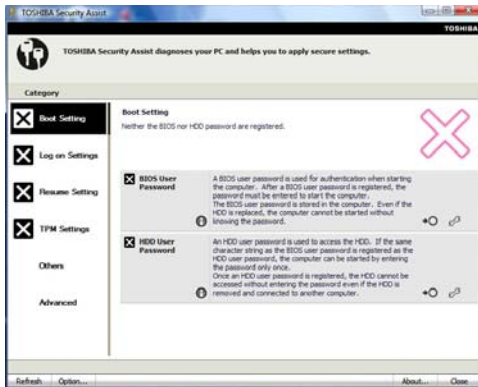 TOSHIBA Security Assist
TOSHIBA
TOSHIBA Security Assist diagnoses your PC and helps you to apply secure settings.
Category
Boot Setting
Log on Settings
Resume Setting
TPM Settings
Others
Advanced
Boot Setting
Neither the BIOS nor HDD password are registered.
BIOS User
Password
A BIOS user password is used for authentication when starting
the computer. After a BIOS user password is registered, the
password must be entered to start the computer.
The BIOS user password is stored in the computer. Even if the
HDD is replaced, the computer cannot be started without
knowing the password.
HDD User
Password
An HDD user password is used to access the HDD. If the same
character string as the BIOS user password is registered as the
HDD user password, the computer can be started by entering
the password only once.
Once an HDD user password is registered, the HDD cannot be
accessed without entering the password even if the HDD is
removed and connected to another computer.
Refresh Option... About... Close